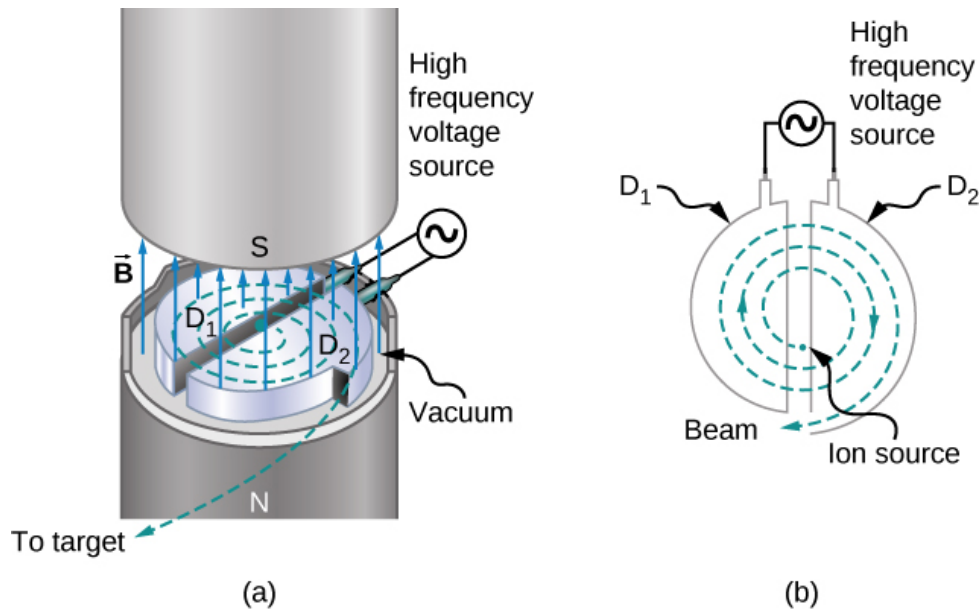 High
frequency
voltage
source
S
B
D1
D2
Vacuum
N
To target
(a)
High
frequency
voltage
source
D1
D2
Beam
Ion source
(b)